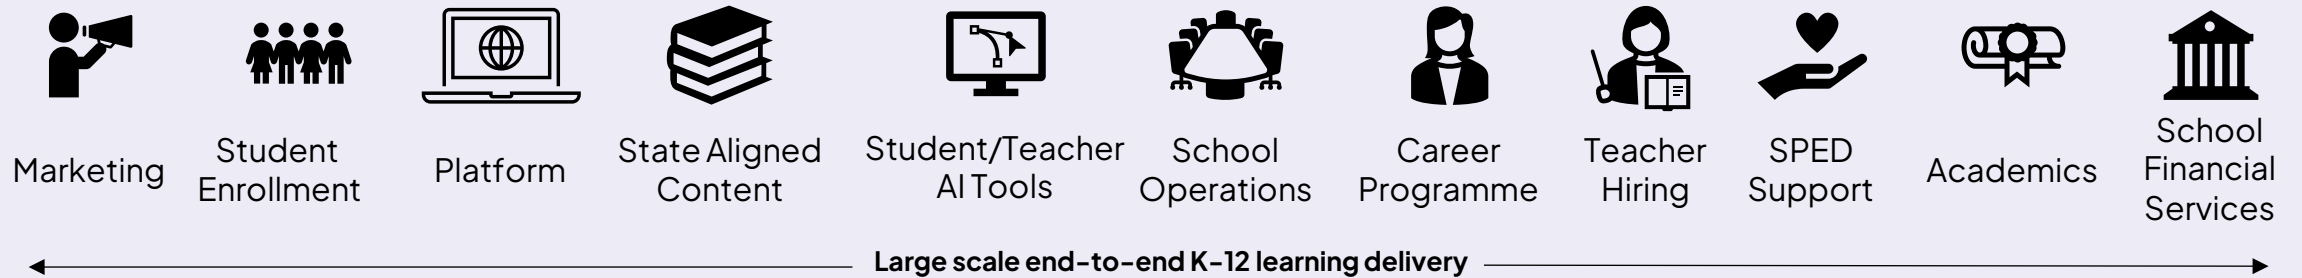 Marketing
Student
Enrollment
Platform
State Aligned
Content
Student/Teacher
AI Tools
School
Operations
Career
Programme
Teacher
Hiring
SPED
Support
Academics
School
Financial
Services
Large scale end-to-end K-12 learning delivery